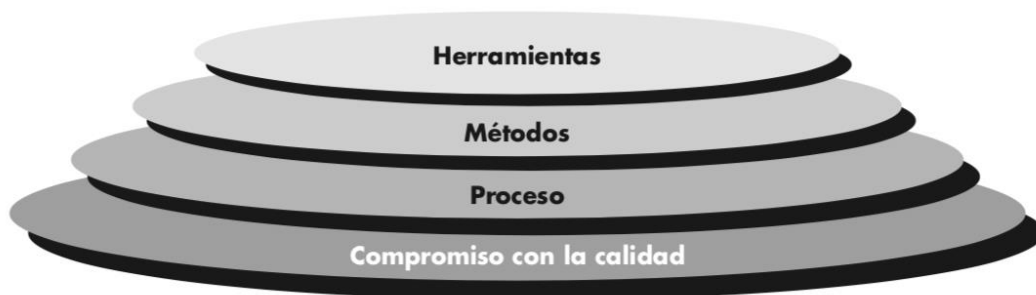 Herramientas
Métodos
Proceso
Compromiso con la calidad